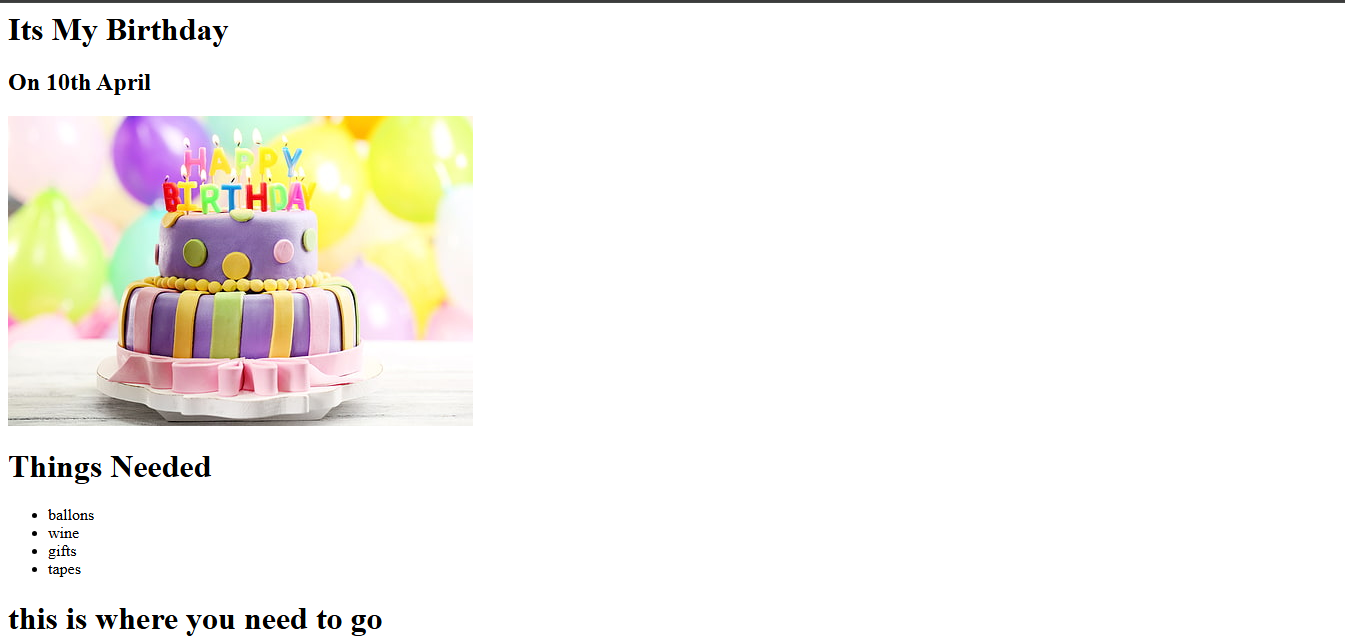 Its My Birthday
On 10th April
HAPPY
BIRTHDAY
Things Needed
ballons
wine
gifts
tapes
this is where you need to go